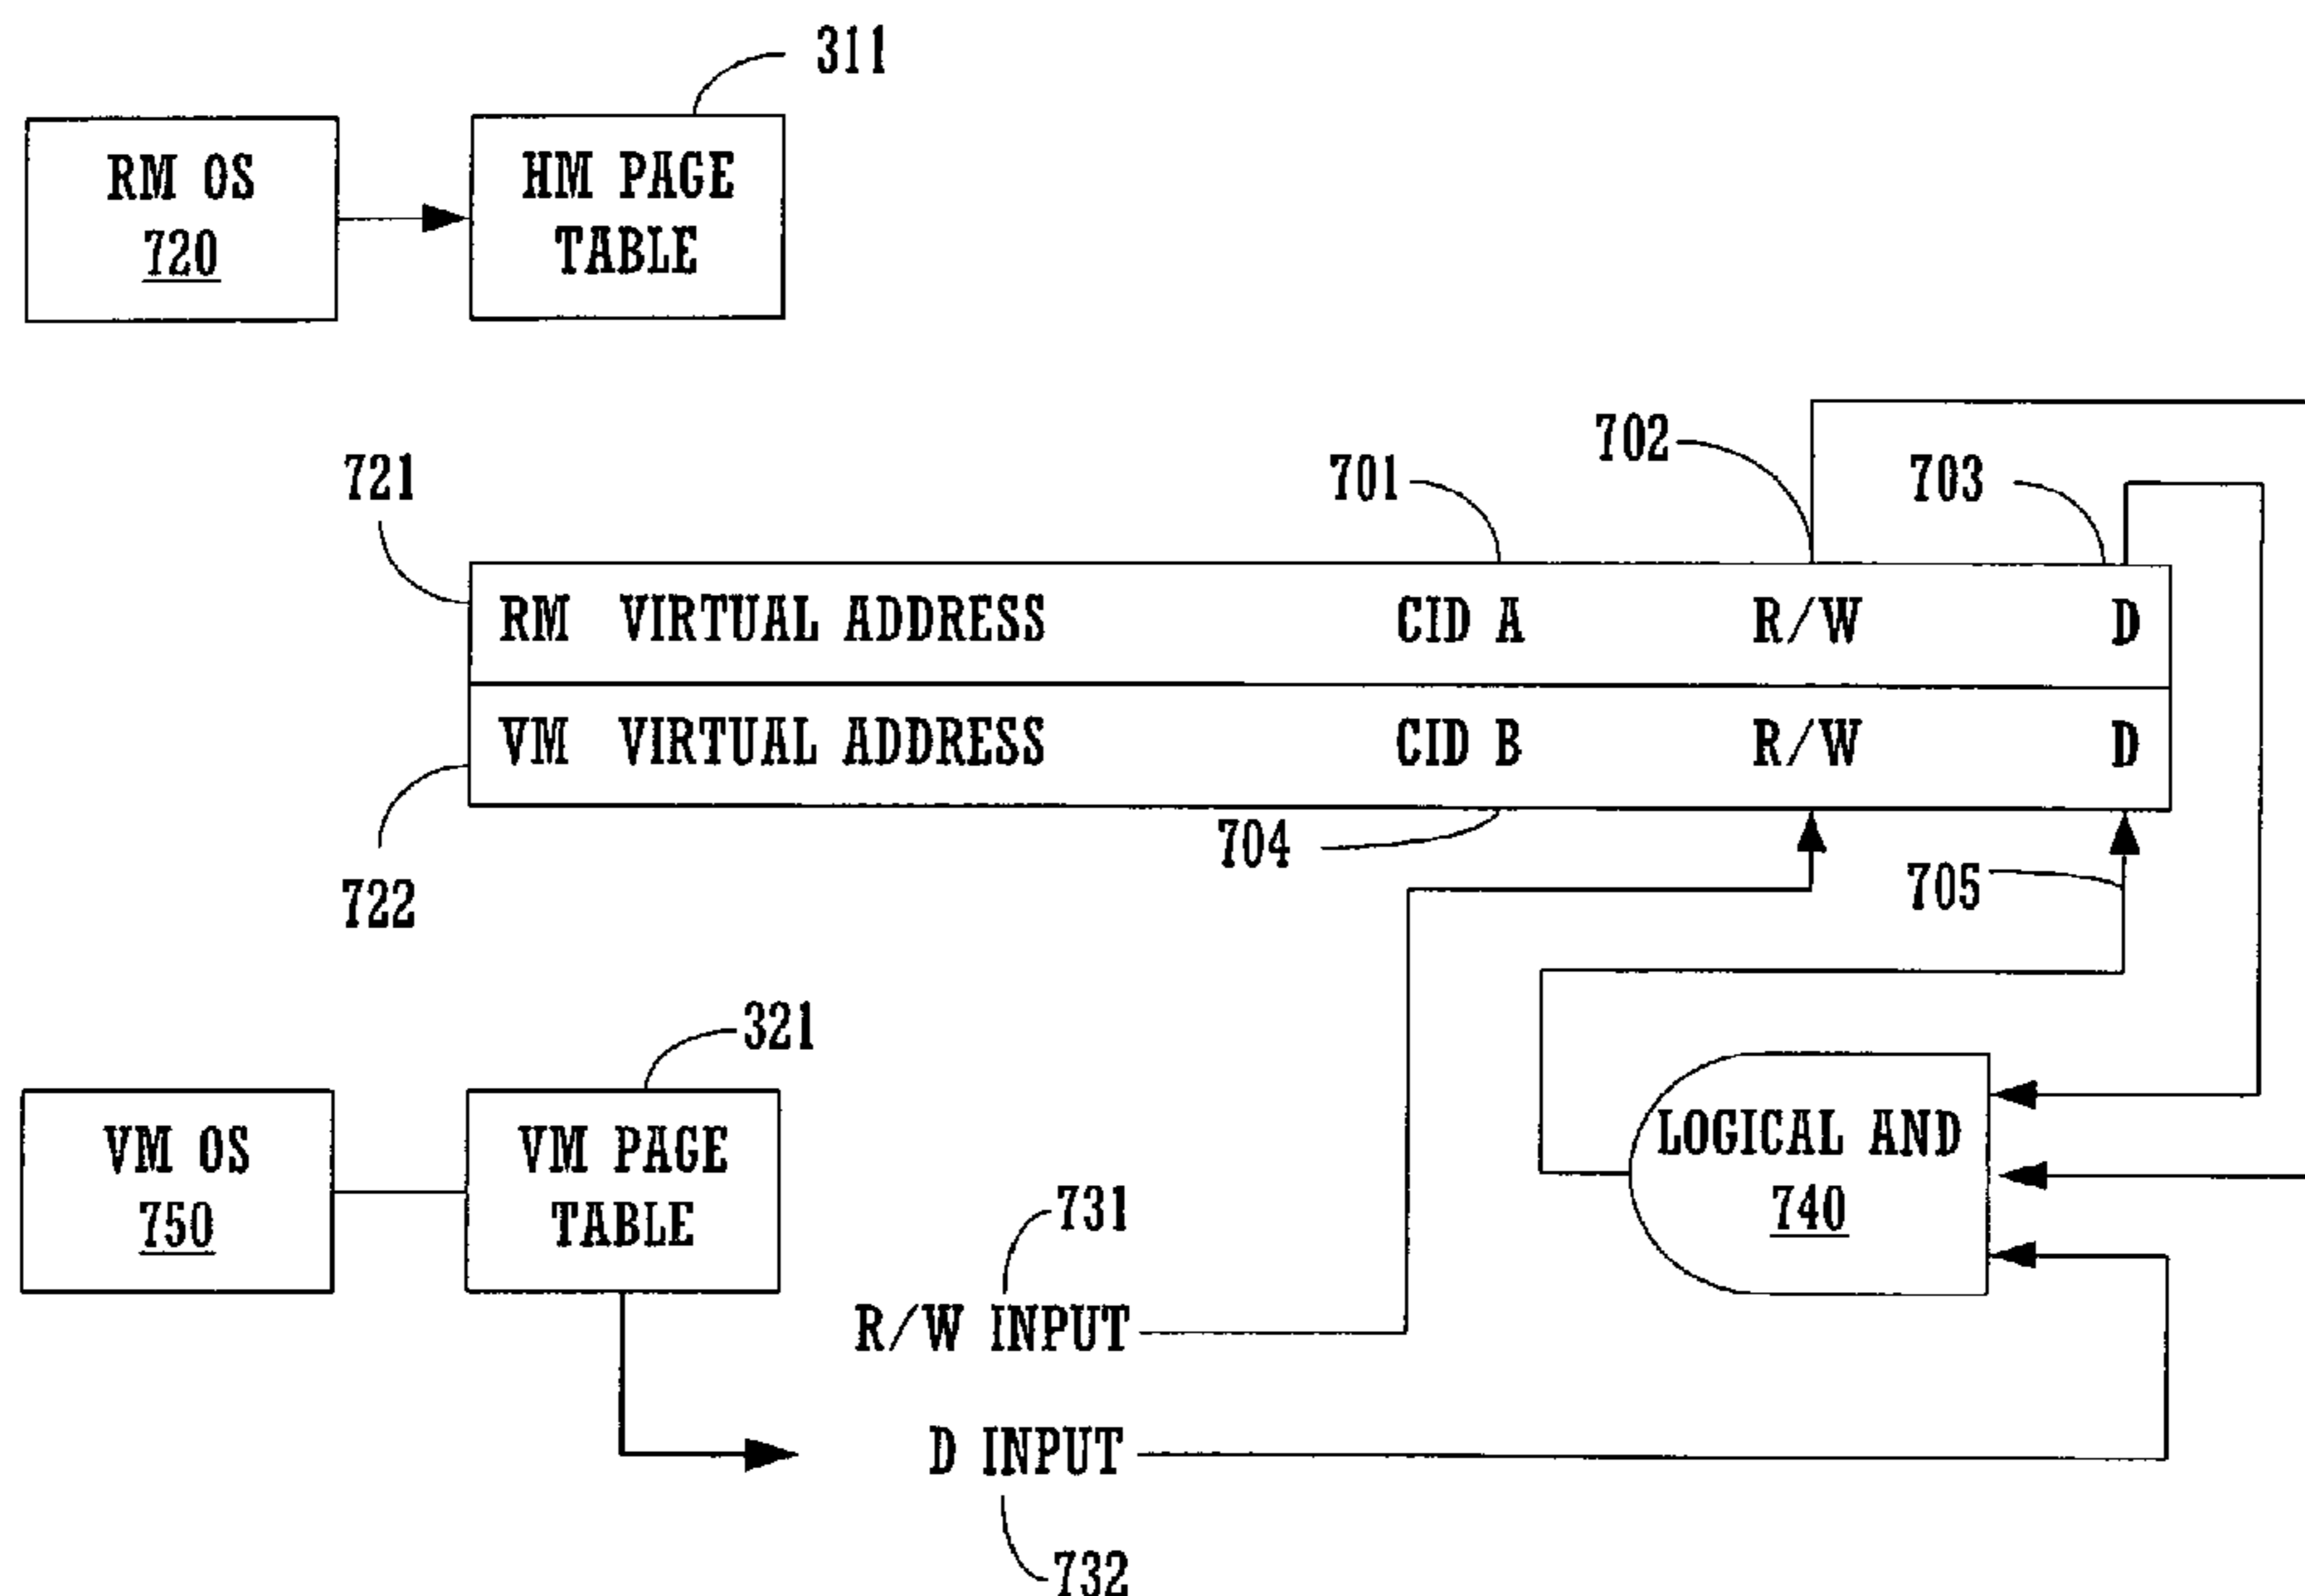 311
RM OS
720
HM PAGE
TABLE
702
721
701
703
RM VIRTUAL ADDRESS CID A R/W D
VM VIRTUAL ADDRESS CID B R/W D
704
705
722
321
VM OS
750
VM PAGE
TABLE
LOGICAL AND
740
731
R/W INPUT
D INPUT
732